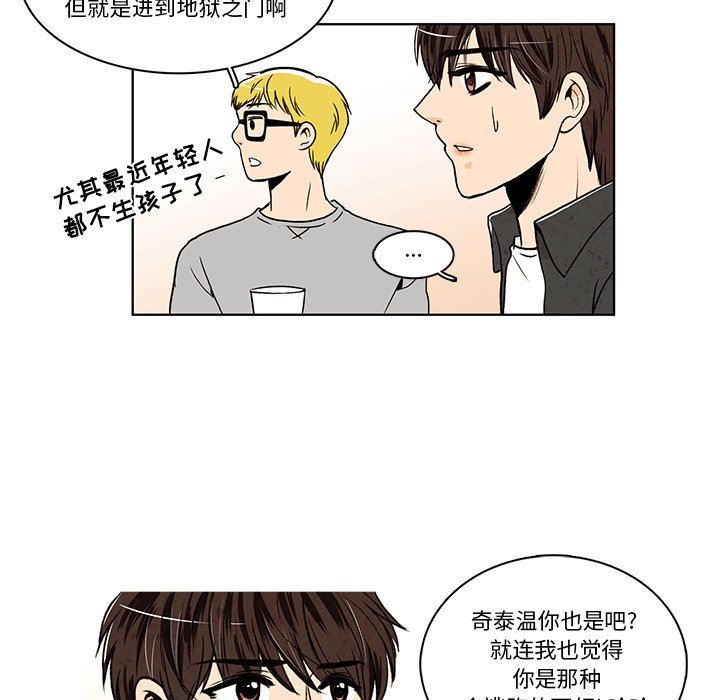 但就是进到地狱之门啊
尤其最近年轻人
都不生孩子了-
...
奇泰温你也是吧?
就连我也觉得
你是那种